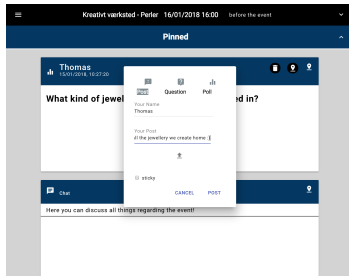 Kreativt værksted - Perler 16/01/2018 16:00 before the event
Pinned
Thomas
15/01/2018, 10:27:20
What kind of jewel
ed in?
Post Question Poll
Your Name
Thomas
Your Post
ll the jewellery we create home :)
sticky
CANCEL POST
Chat
Here you can discuss all things regarding the event!